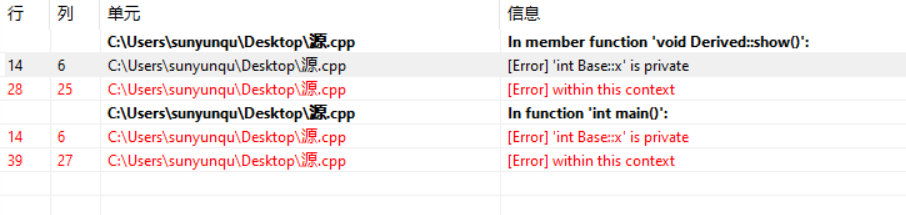 行 列 单元 信息
C:\Users\sunyunqu\Desktop\源.cpp In member function 'void Derived::show()':
14 6 C:\Users\sunyunqu\Desktop\源.cpp [Error] 'int Base::x' is private
28 25 C:\Users\sunyunqu\Desktop\源.cpp [Error] within this context
C:\Users\sunyunqu\Desktop\源.cpp In function 'int main()':
14 6 C:\Users\sunyunqu\Desktop\源.cpp [Error] 'int Base::x' is private
39 27 C:\Users\sunyunqu\Desktop\源.cpp [Error] within this context